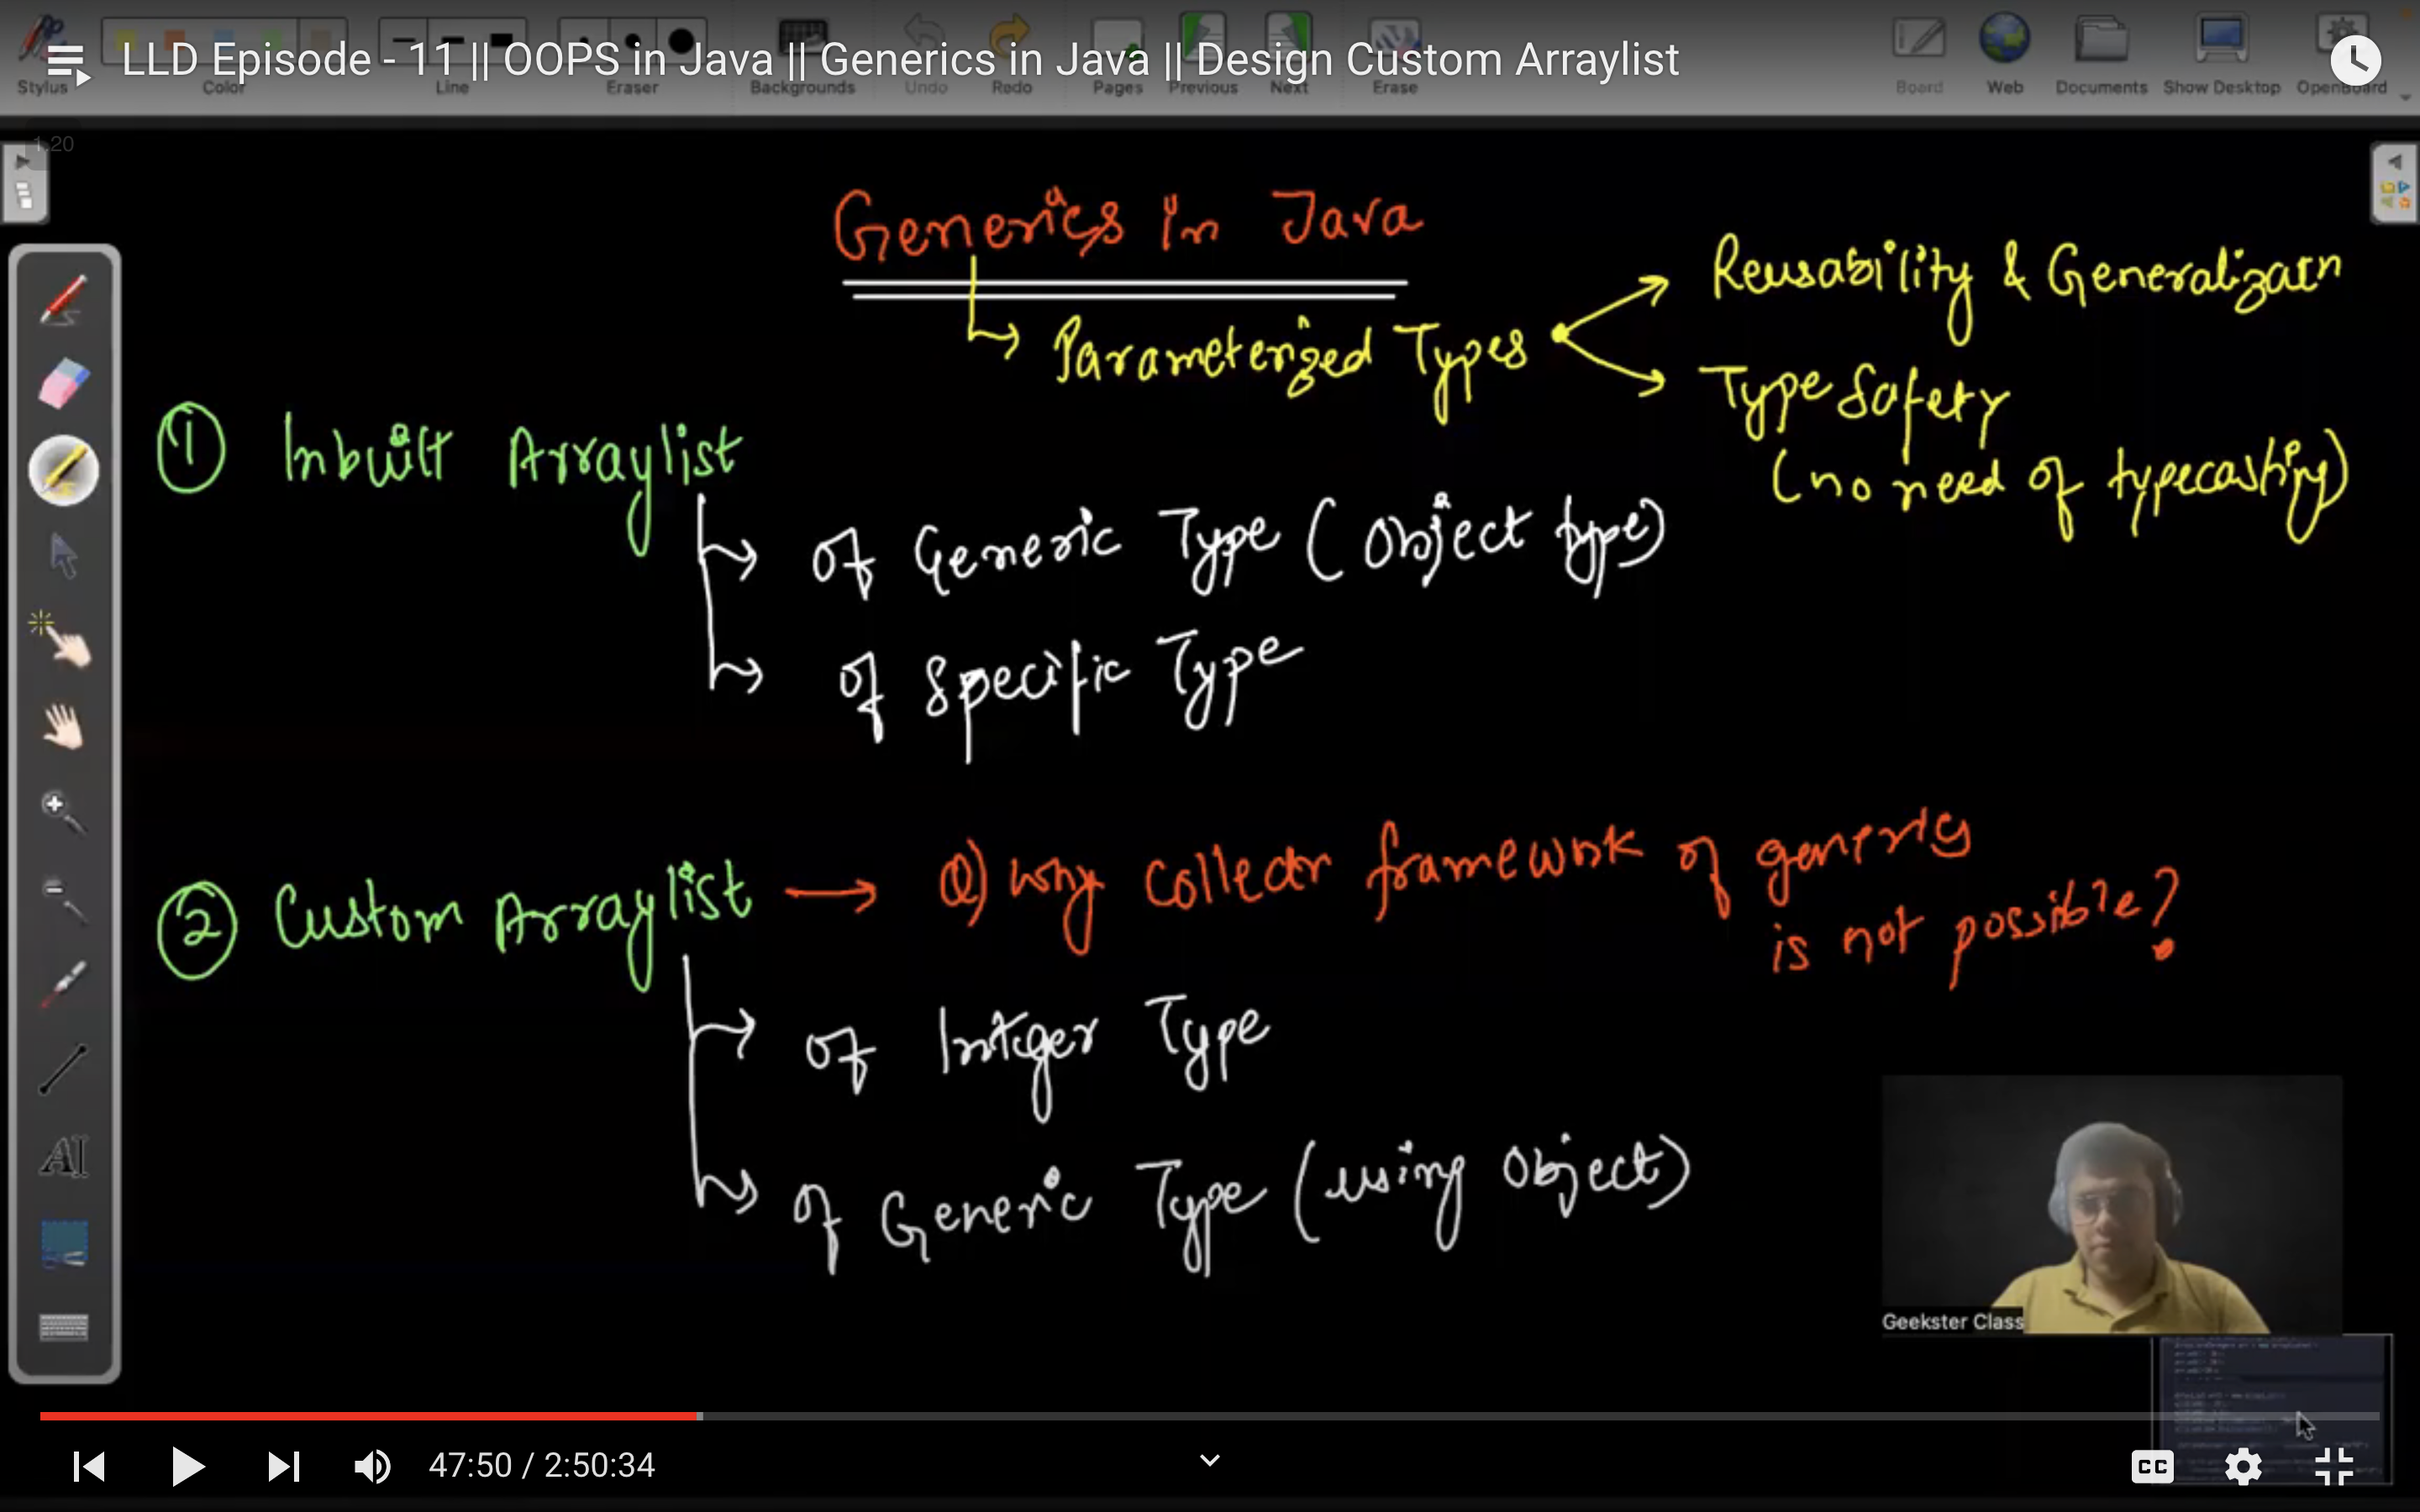 LLD Episode - 11 || OOPS in Java || Generics in Java || Design Custom Arraylist
Stylus Color Line Eraser Backgrounds Undo Redo Pages Previous Next Erase Board Web Documents Show Desktop OpenBoard
1.20
Generics in Java
Parameterized Types
Reusability & Generalizatn
Type Safety
(no need of typecasting)
① Inbuilt Arraylist
of Generic Type (Object type)
of Specific Type
② Custom Arraylist → Q) why collectn framework of generics
is not possible?
of Integer Type
of Generic Type (using Object)
Geekster Class
47:50 / 2:50:34
CC